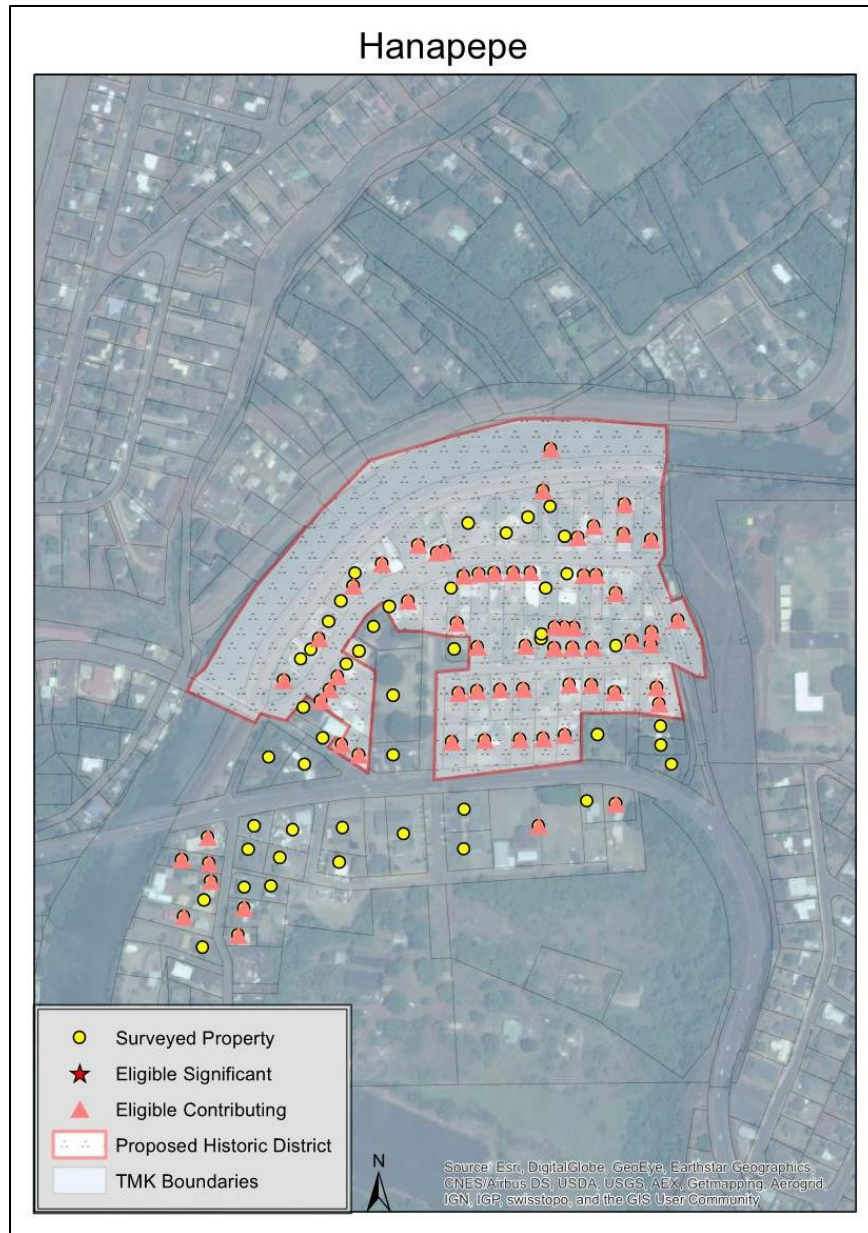 Hanapepe
Surveyed Property
Eligible Significant
Eligible Contributing
Proposed Historic District
TMK Boundaries
N
Source: Esri, DigitalGlobe, GeoEye, Earthstar Geographics,
CNES/Airbus DS, USDA, USGS, AEX, Getmapping, Aerogrid,
IGN, IGP, swisstopo, and the GIS User Community